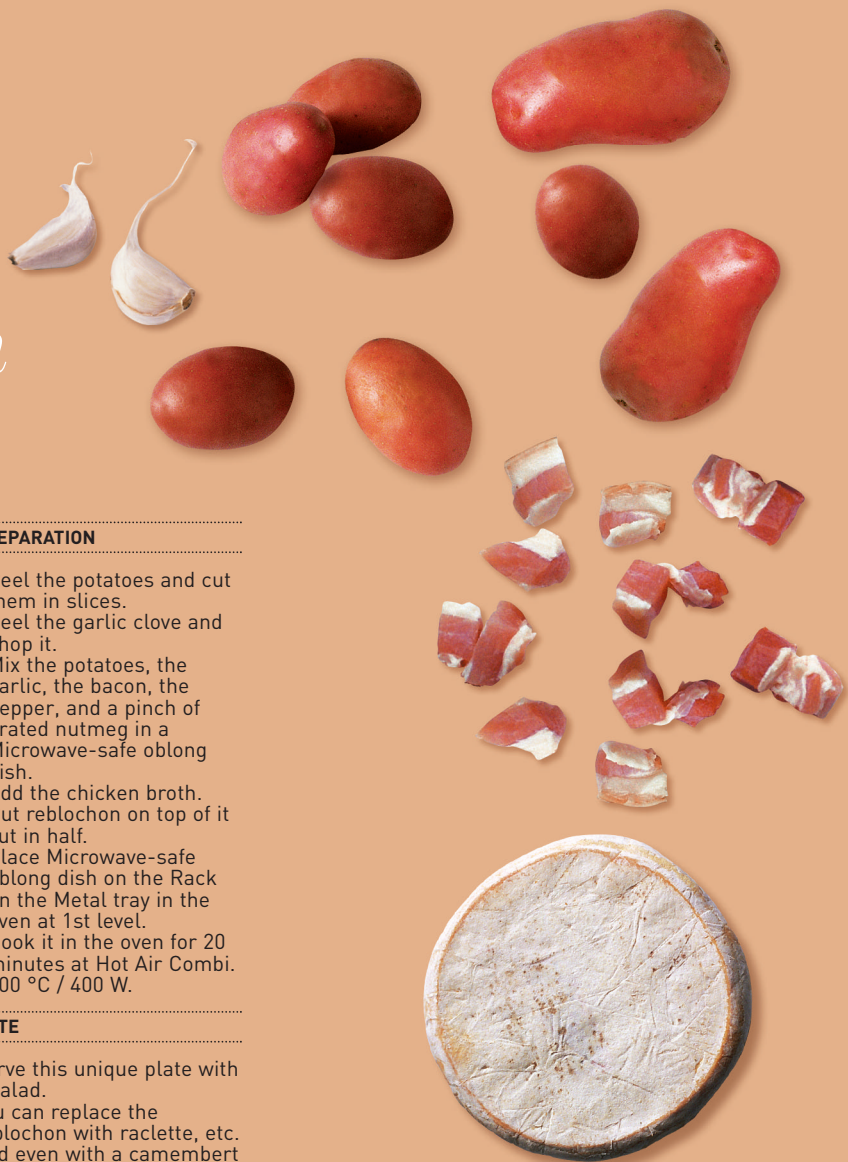 EPARATION
eel the potatoes and cut
hem in slices.
eel the garlic clove and
hop it.
Mix the potatoes, the
arlic, the bacon, the
epper, and a pinch of
rated nutmeg in a
Microwave-safe oblong
ish.
dd the chicken broth.
ut reblochon on top of it
ut in half.
lace Microwave-safe
blong dish on the Rack
n the Metal tray in the
ven at 1st level.
ook it in the oven for 20
minutes at Hot Air Combi.
00 °C / 400 W.
TE
rve this unique plate with
alad.
u can replace the
blochon with raclette, etc.
d even with a camembert